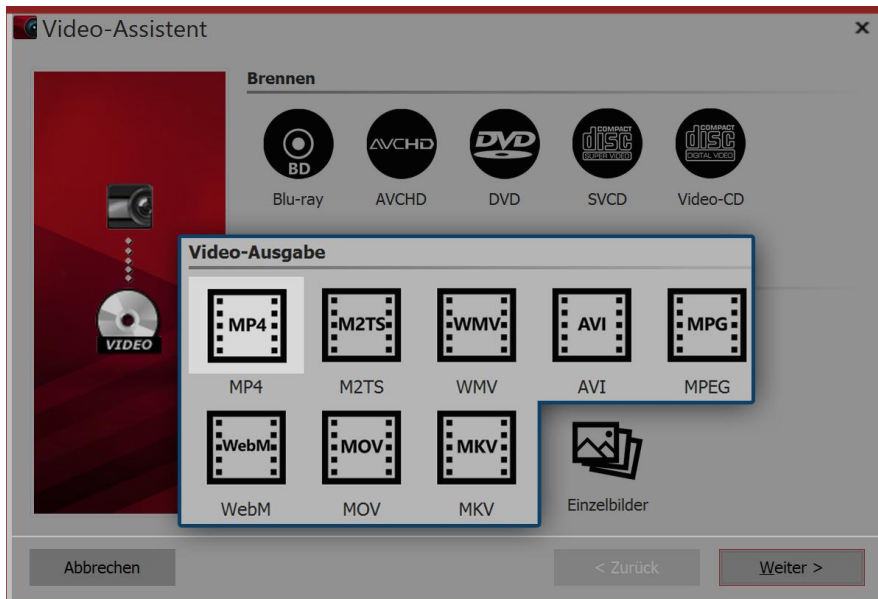 Video-Assistent
Brennen
BD
AVCHD
DVD
COMPACT
disc
SUPER VIDEO
COMPACT
disc
DIGITAL VIDEO
Blu-ray AVCHD DVD SVCD Video-CD
Video-Ausgabe
MP4 M2TS WMV AVI MPG
MP4 M2TS WMV AVI MPEG
WebM MOV MKV
WebM MOV MKV Einzelbilder
VIDEO
Abbrechen < Zurück Weiter >